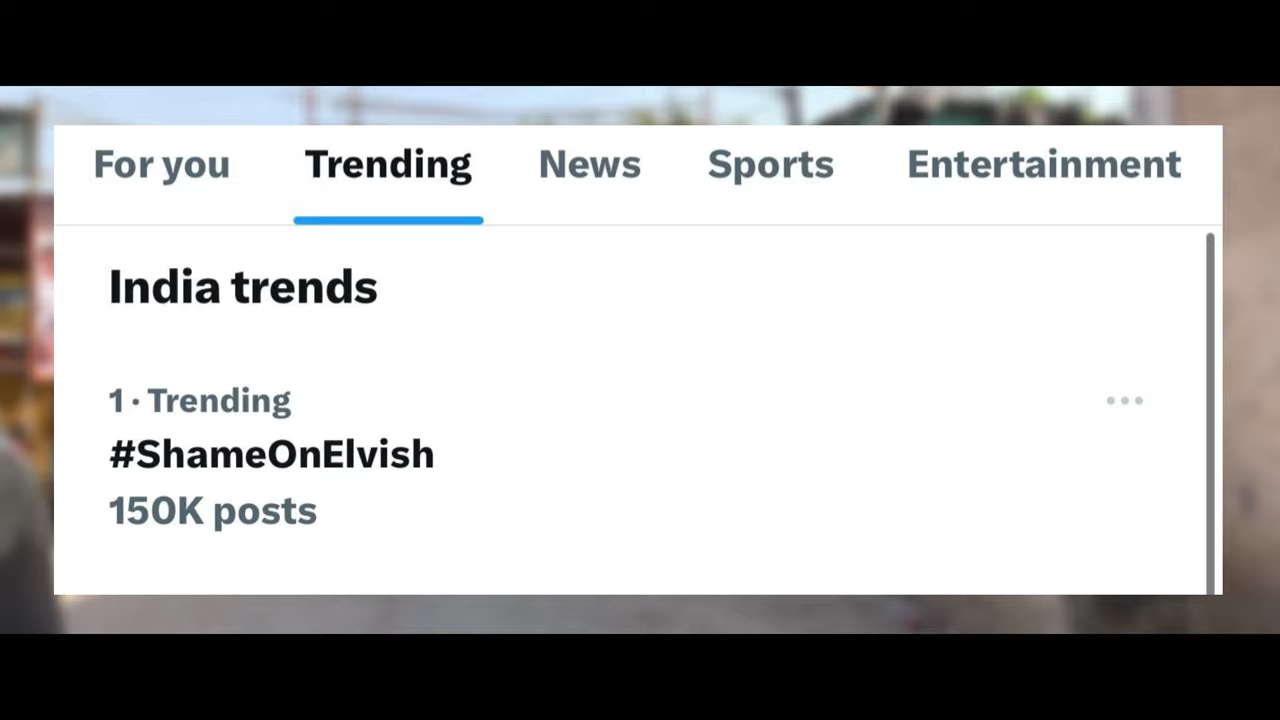 For you Trending News Sports Entertainment
India trends
1 · Trending
#ShameOnElvish
150K posts